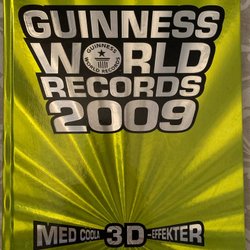 GUINNESS
WORLD
RECORDS
2009
GUINNESS
WORLD RECORDS
MED COOLA 3D-EFFEKTER